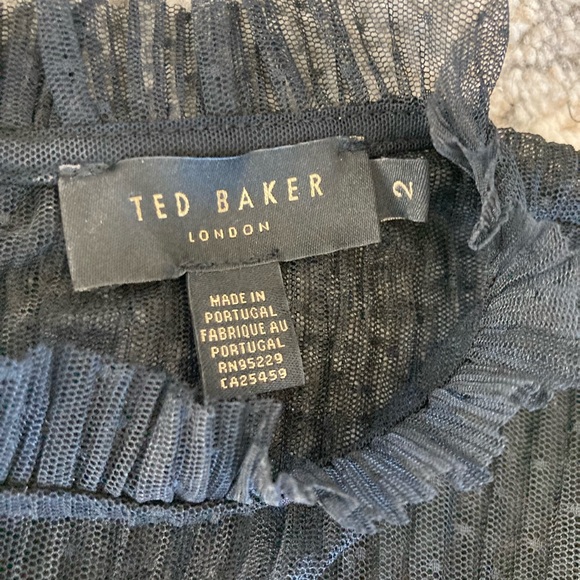 TED BAKER
LONDON
2
MADE IN
PORTUGAL
FABRIQUE AU
PORTUGAL
RN95229
CA25459